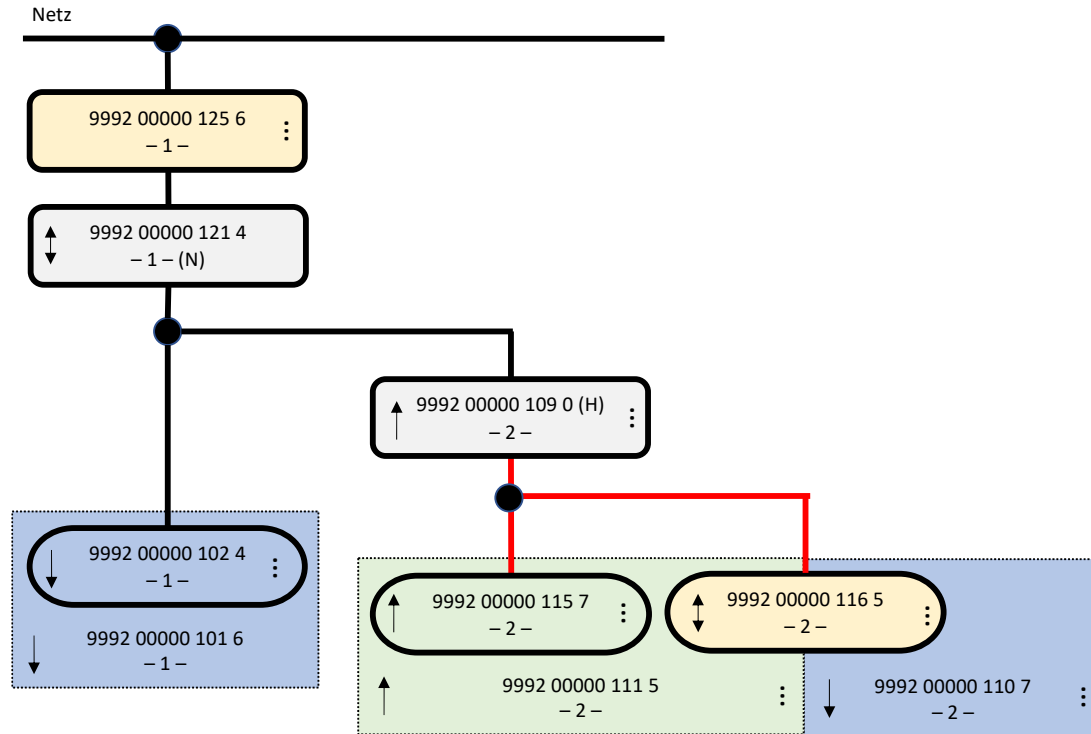 Netz
9992 00000 125 6
– 1 –
9992 00000 121 4
– 1 – (N)
9992 00000 109 0 (H)
– 2 –
9992 00000 102 4
– 1 –
9992 00000 101 6
– 1 –
9992 00000 115 7
– 2 –
9992 00000 116 5
– 2 –
9992 00000 111 5
– 2 –
9992 00000 110 7
– 2 –